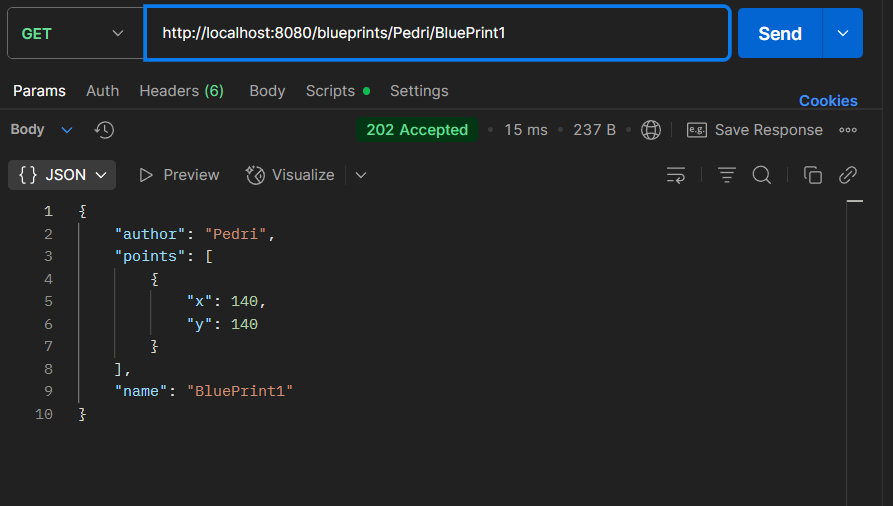 GET http://localhost:8080/blueprints/Pedri/BluePrint1 Send
Params Auth Headers (6) Body Scripts Settings
Cookies
Body 202 Accepted 15 ms 237 B e.g. Save Response
{} JSON Preview Visualize
1 {
2 "author": "Pedri",
3 "points": [
4 {
5 "x": 140,
6 "y": 140
7 }
8 ],
9 "name": "BluePrint1"
10 }